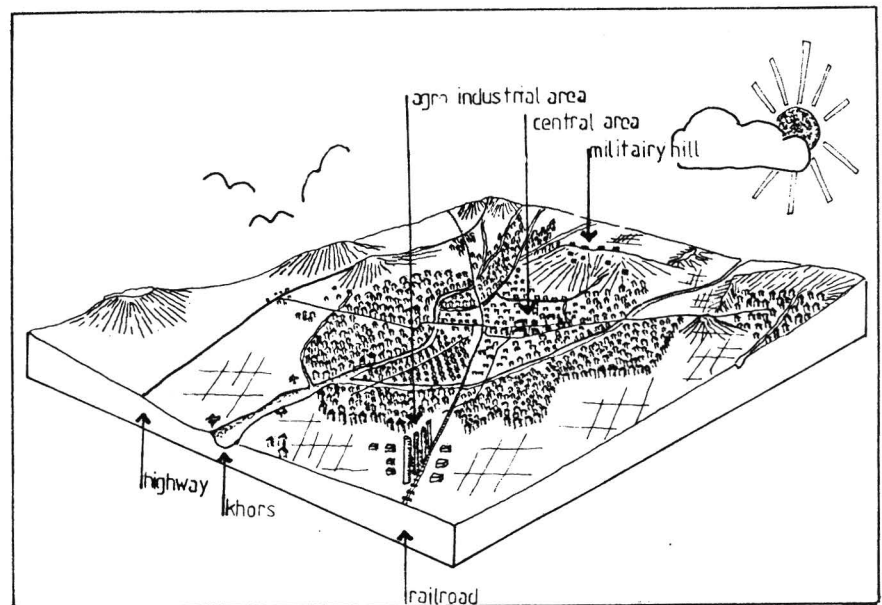 agro industrial area
central area
militairy hill
highway
khors
railroad